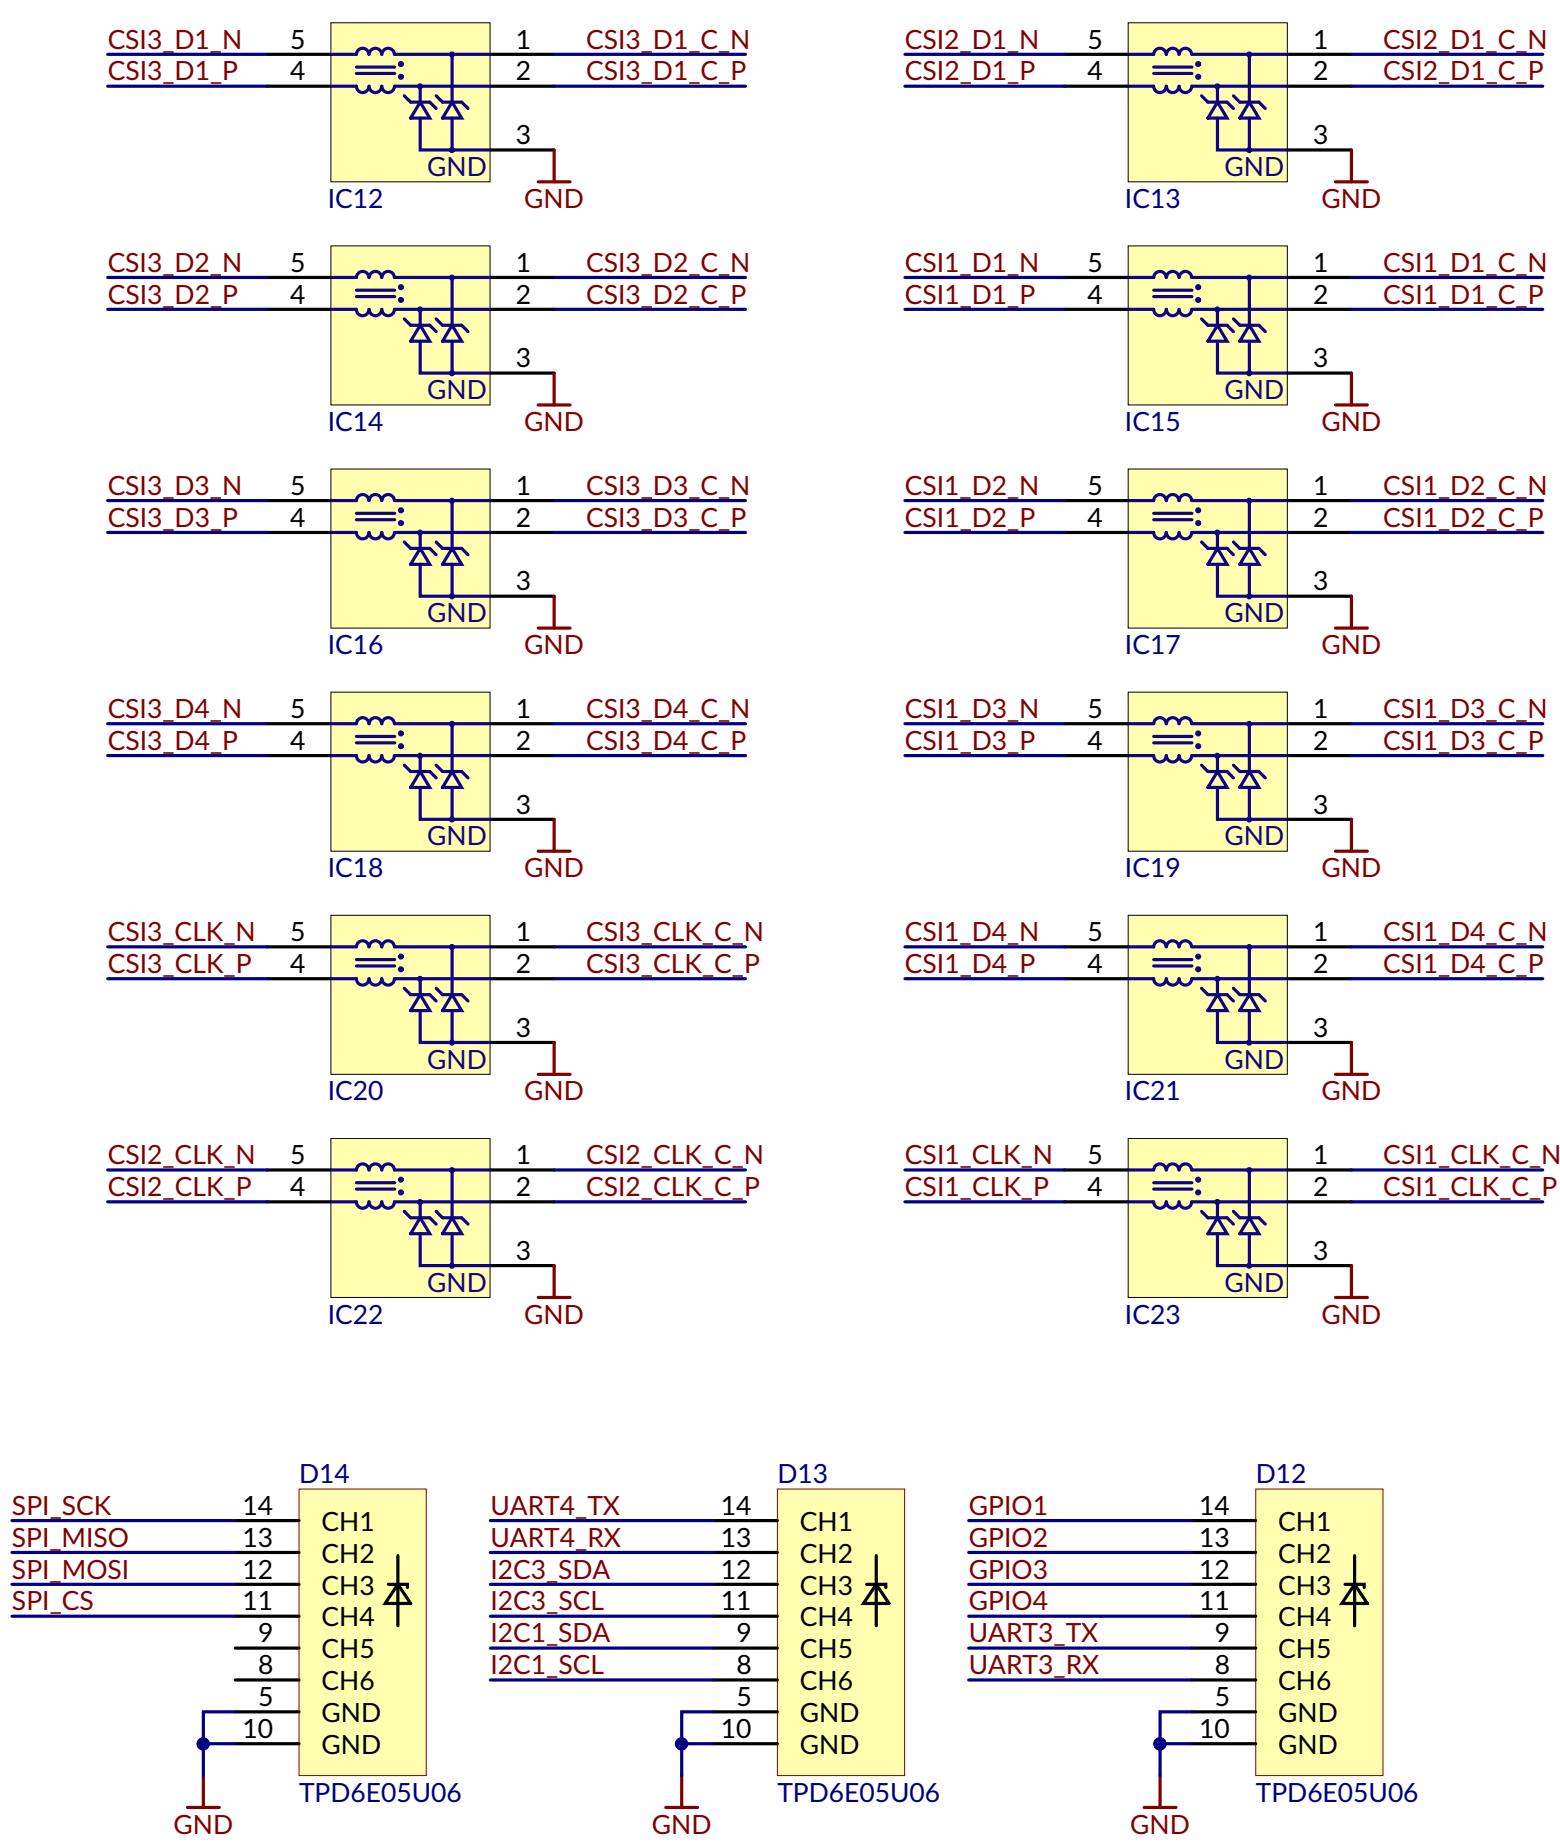 CSI3_D1_N 5 1 CSI3_D1_C_N
CSI3_D1_P 4 2 CSI3_D1_C_P
3
GND
IC12 GND
CSI2_D1_N 5 1 CSI2_D1_C_N
CSI2_D1_P 4 2 CSI2_D1_C_P
3
GND
IC13 GND
CSI3_D2_N 5 1 CSI3_D2_C_N
CSI3_D2_P 4 2 CSI3_D2_C_P
3
GND
IC14 GND
CSI1_D1_N 5 1 CSI1_D1_C_N
CSI1_D1_P 4 2 CSI1_D1_C_P
3
GND
IC15 GND
CSI3_D3_N 5 1 CSI3_D3_C_N
CSI3_D3_P 4 2 CSI3_D3_C_P
3
GND
IC16 GND
CSI1_D2_N 5 1 CSI1_D2_C_N
CSI1_D2_P 4 2 CSI1_D2_C_P
3
GND
IC17 GND
CSI3_D4_N 5 1 CSI3_D4_C_N
CSI3_D4_P 4 2 CSI3_D4_C_P
3
GND
IC18 GND
CSI1_D3_N 5 1 CSI1_D3_C_N
CSI1_D3_P 4 2 CSI1_D3_C_P
3
GND
IC19 GND
CSI3_CLK_N 5 1 CSI3_CLK_C_N
CSI3_CLK_P 4 2 CSI3_CLK_C_P
3
GND
IC20 GND
CSI1_D4_N 5 1 CSI1_D4_C_N
CSI1_D4_P 4 2 CSI1_D4_C_P
3
GND
IC21 GND
CSI2_CLK_N 5 1 CSI2_CLK_C_N
CSI2_CLK_P 4 2 CSI2_CLK_C_P
3
GND
IC22 GND
CSI1_CLK_N 5 1 CSI1_CLK_C_N
CSI1_CLK_P 4 2 CSI1_CLK_C_P
3
GND
IC23 GND
D14
SPI_SCK 14 CH1
SPI_MISO 13 CH2
SPI_MOSI 12 CH3
SPI_CS 11 CH4
9 CH5
8 CH6
5 GND
10 GND
TPD6E05U06
GND
D13
UART4_TX 14 CH1
UART4_RX 13 CH2
I2C3_SDA 12 CH3
I2C3_SCL 11 CH4
I2C1_SDA 9 CH5
I2C1_SCL 8 CH6
5 GND
10 GND
TPD6E05U06
GND
D12
GPIO1 14 CH1
GPIO2 13 CH2
GPIO3 12 CH3
GPIO4 11 CH4
UART3_TX 9 CH5
UART3_RX 8 CH6
5 GND
10 GND
TPD6E05U06
GND